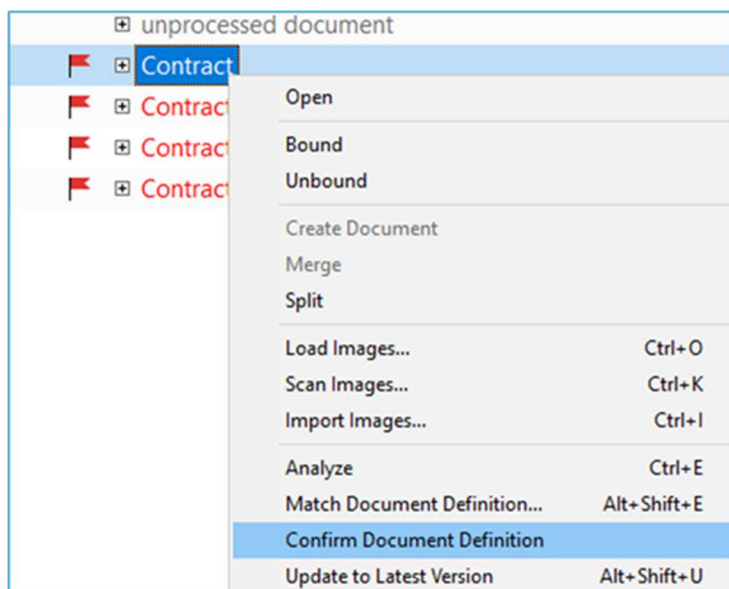 unprocessed document
Contract
Contract
Contract
Contract
Open
Bound
Unbound
Create Document
Merge
Split
Load Images... Ctrl+O
Scan Images... Ctrl+K
Import Images... Ctrl+I
Analyze Ctrl+E
Match Document Definition... Alt+Shift+E
Confirm Document Definition
Update to Latest Version Alt+Shift+U